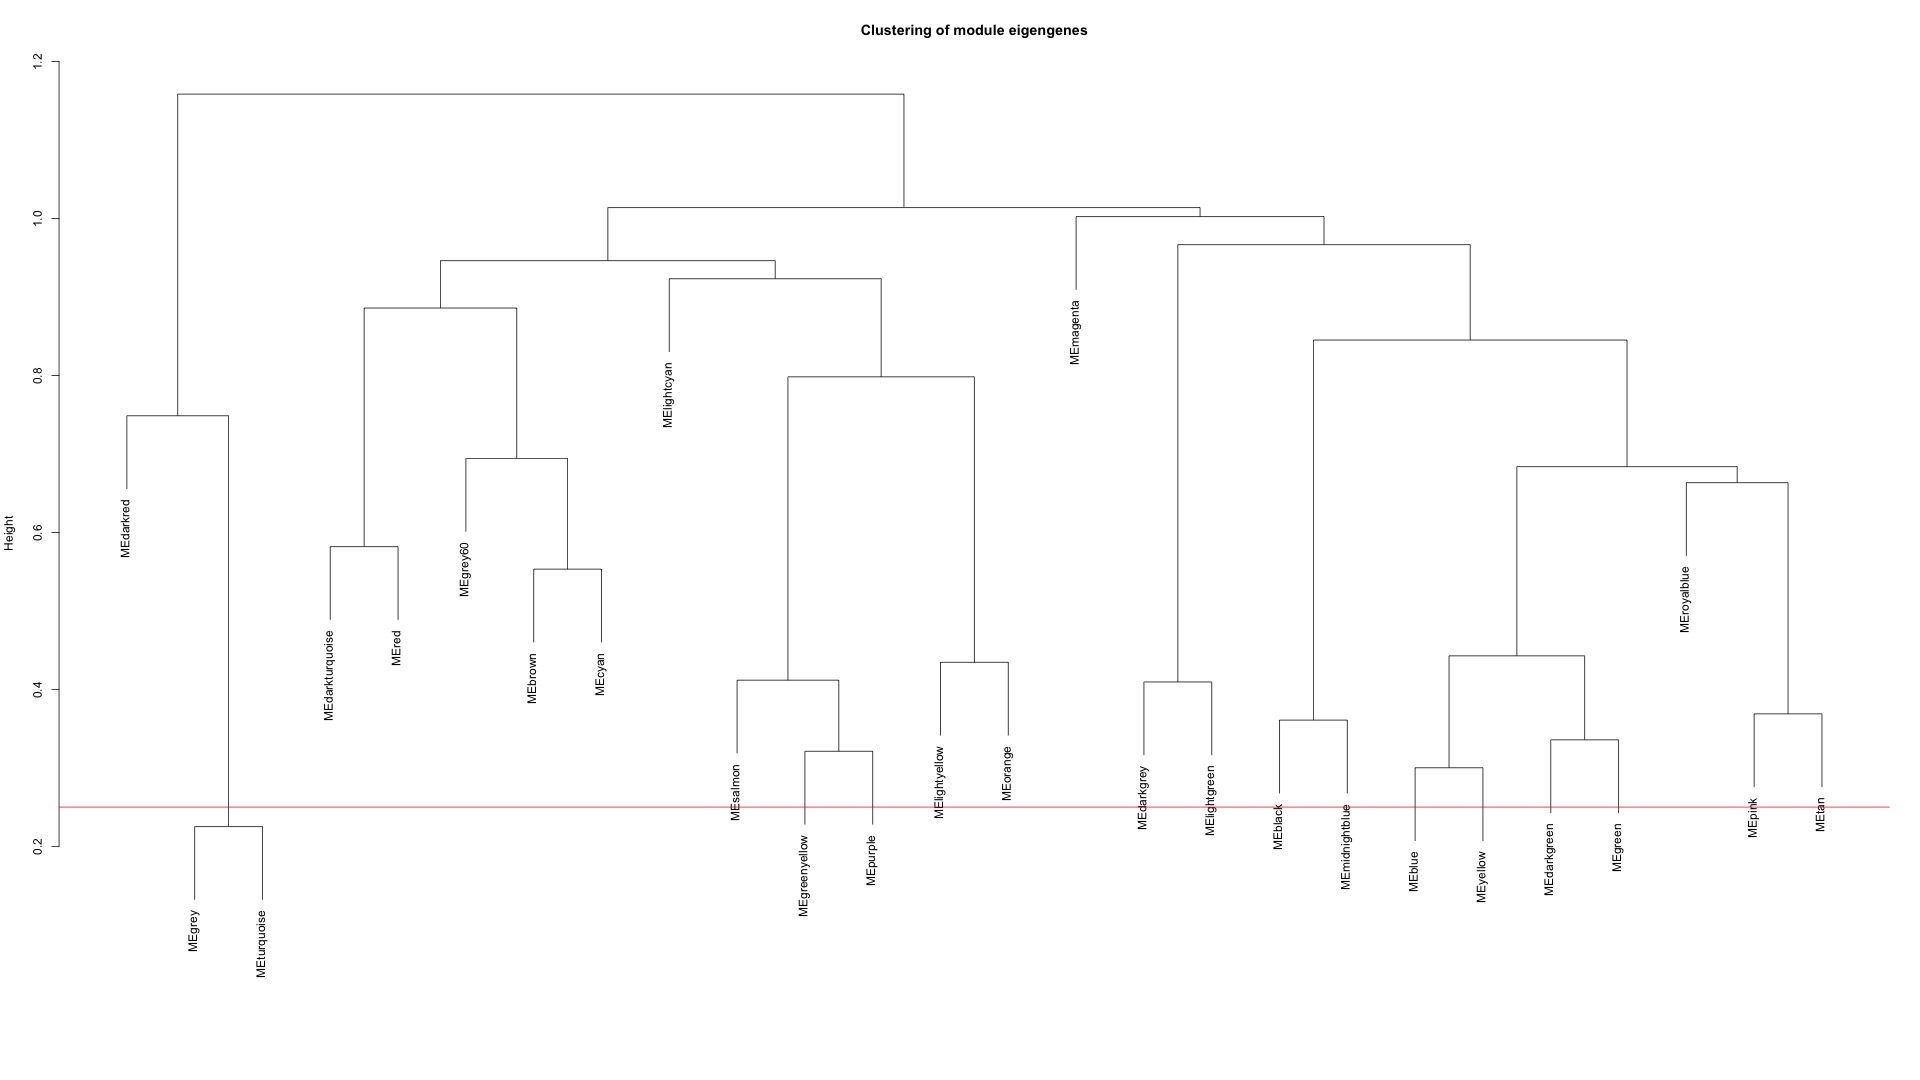 Clustering of module eigengenes
Height
1.2
1.0
0.8
0.6
0.4
0.2
MEdarkred
MEgrey
MEturquoise
MEdarkturquoise
MEred
MEgrey60
MEbrown
MEcyan
MElightcyan
MEsalmon
MEgreenyellow
MEpurple
MElightyellow
MEorange
MEmagenta
MEdarkgrey
MElightgreen
MEblack
MEmidnightblue
MEblue
MEyellow
MEdarkgreen
MEgreen
MEroyalblue
MEpink
MEtan